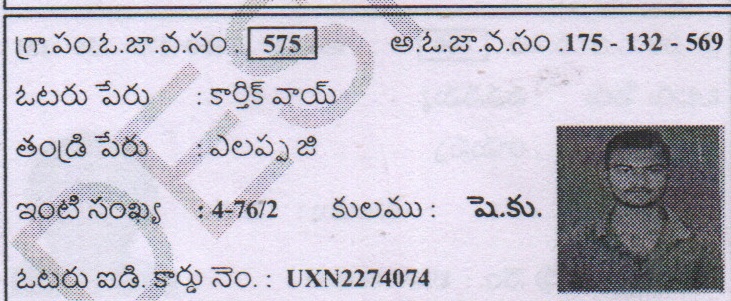 గ్రా.పం.ఓ.జా.వ.సం. 575 అ.ఓ.జా.వ.సం .175 - 132 - 569
ఓటరు పేరు : కార్తిక్ వాయ్
తండ్రి పేరు : ఎలప్ప జి
ఇంటి సంఖ్య : 4-76/2 కులము : షె.కు.
ఓటరు ఐడి. కార్డు నెం. : UXN2274074